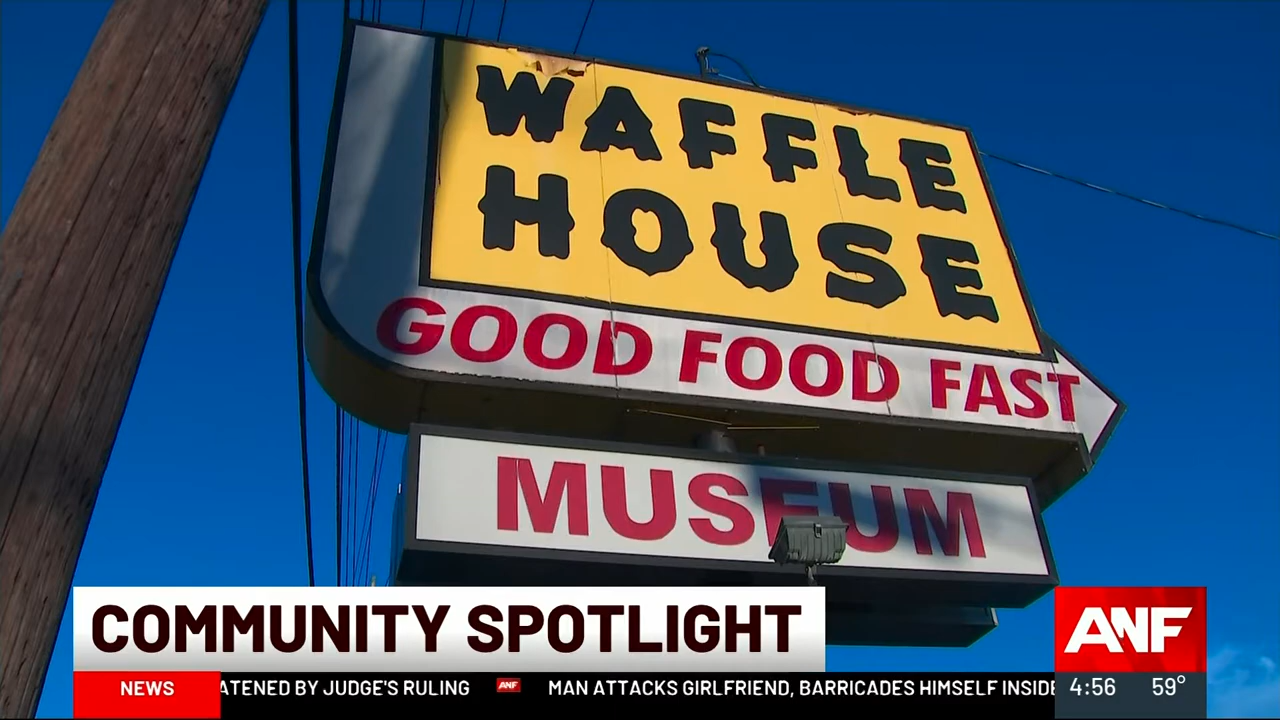 WAFFLE
HOUSE
GOOD FOOD FAST
MUSEUM
COMMUNITY SPOTLIGHT
ANF
NEWS
ATENED BY JUDGE'S RULING ANF MAN ATTACKS GIRLFRIEND, BARRICADES HIMSELF INSIDE
4:56 59°